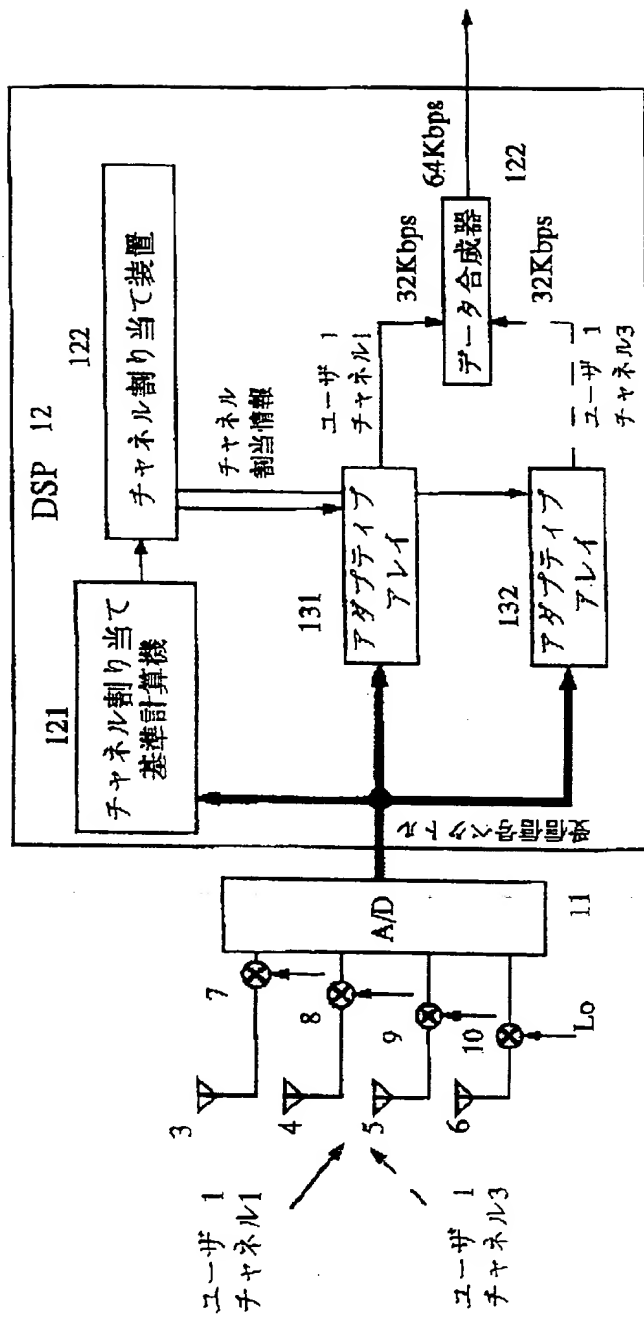 DSP 12
121
チャネル割り当て
基準計算機
チャネル割り当て装置
122
チャネル
割当情報
131
アダプティブ
アレイ
132
アダプティブ
アレイ
ユーザ 1
チャネル1
ユーザ 1
チャネル3
32Kbps
32Kbps
データ合成器
64Kbps
122
受信信号ベクトル
A/D
11
3
4
5
6
7
8
9
10
Lo
ユーザ 1
チャネル1
ユーザ 1
チャネル3